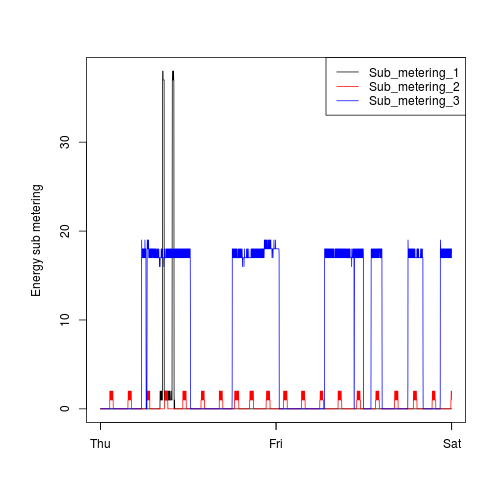 Sub_metering_1
Sub_metering_2
Sub_metering_3
Energy sub metering
30
20
10
0
Thu Fri Sat